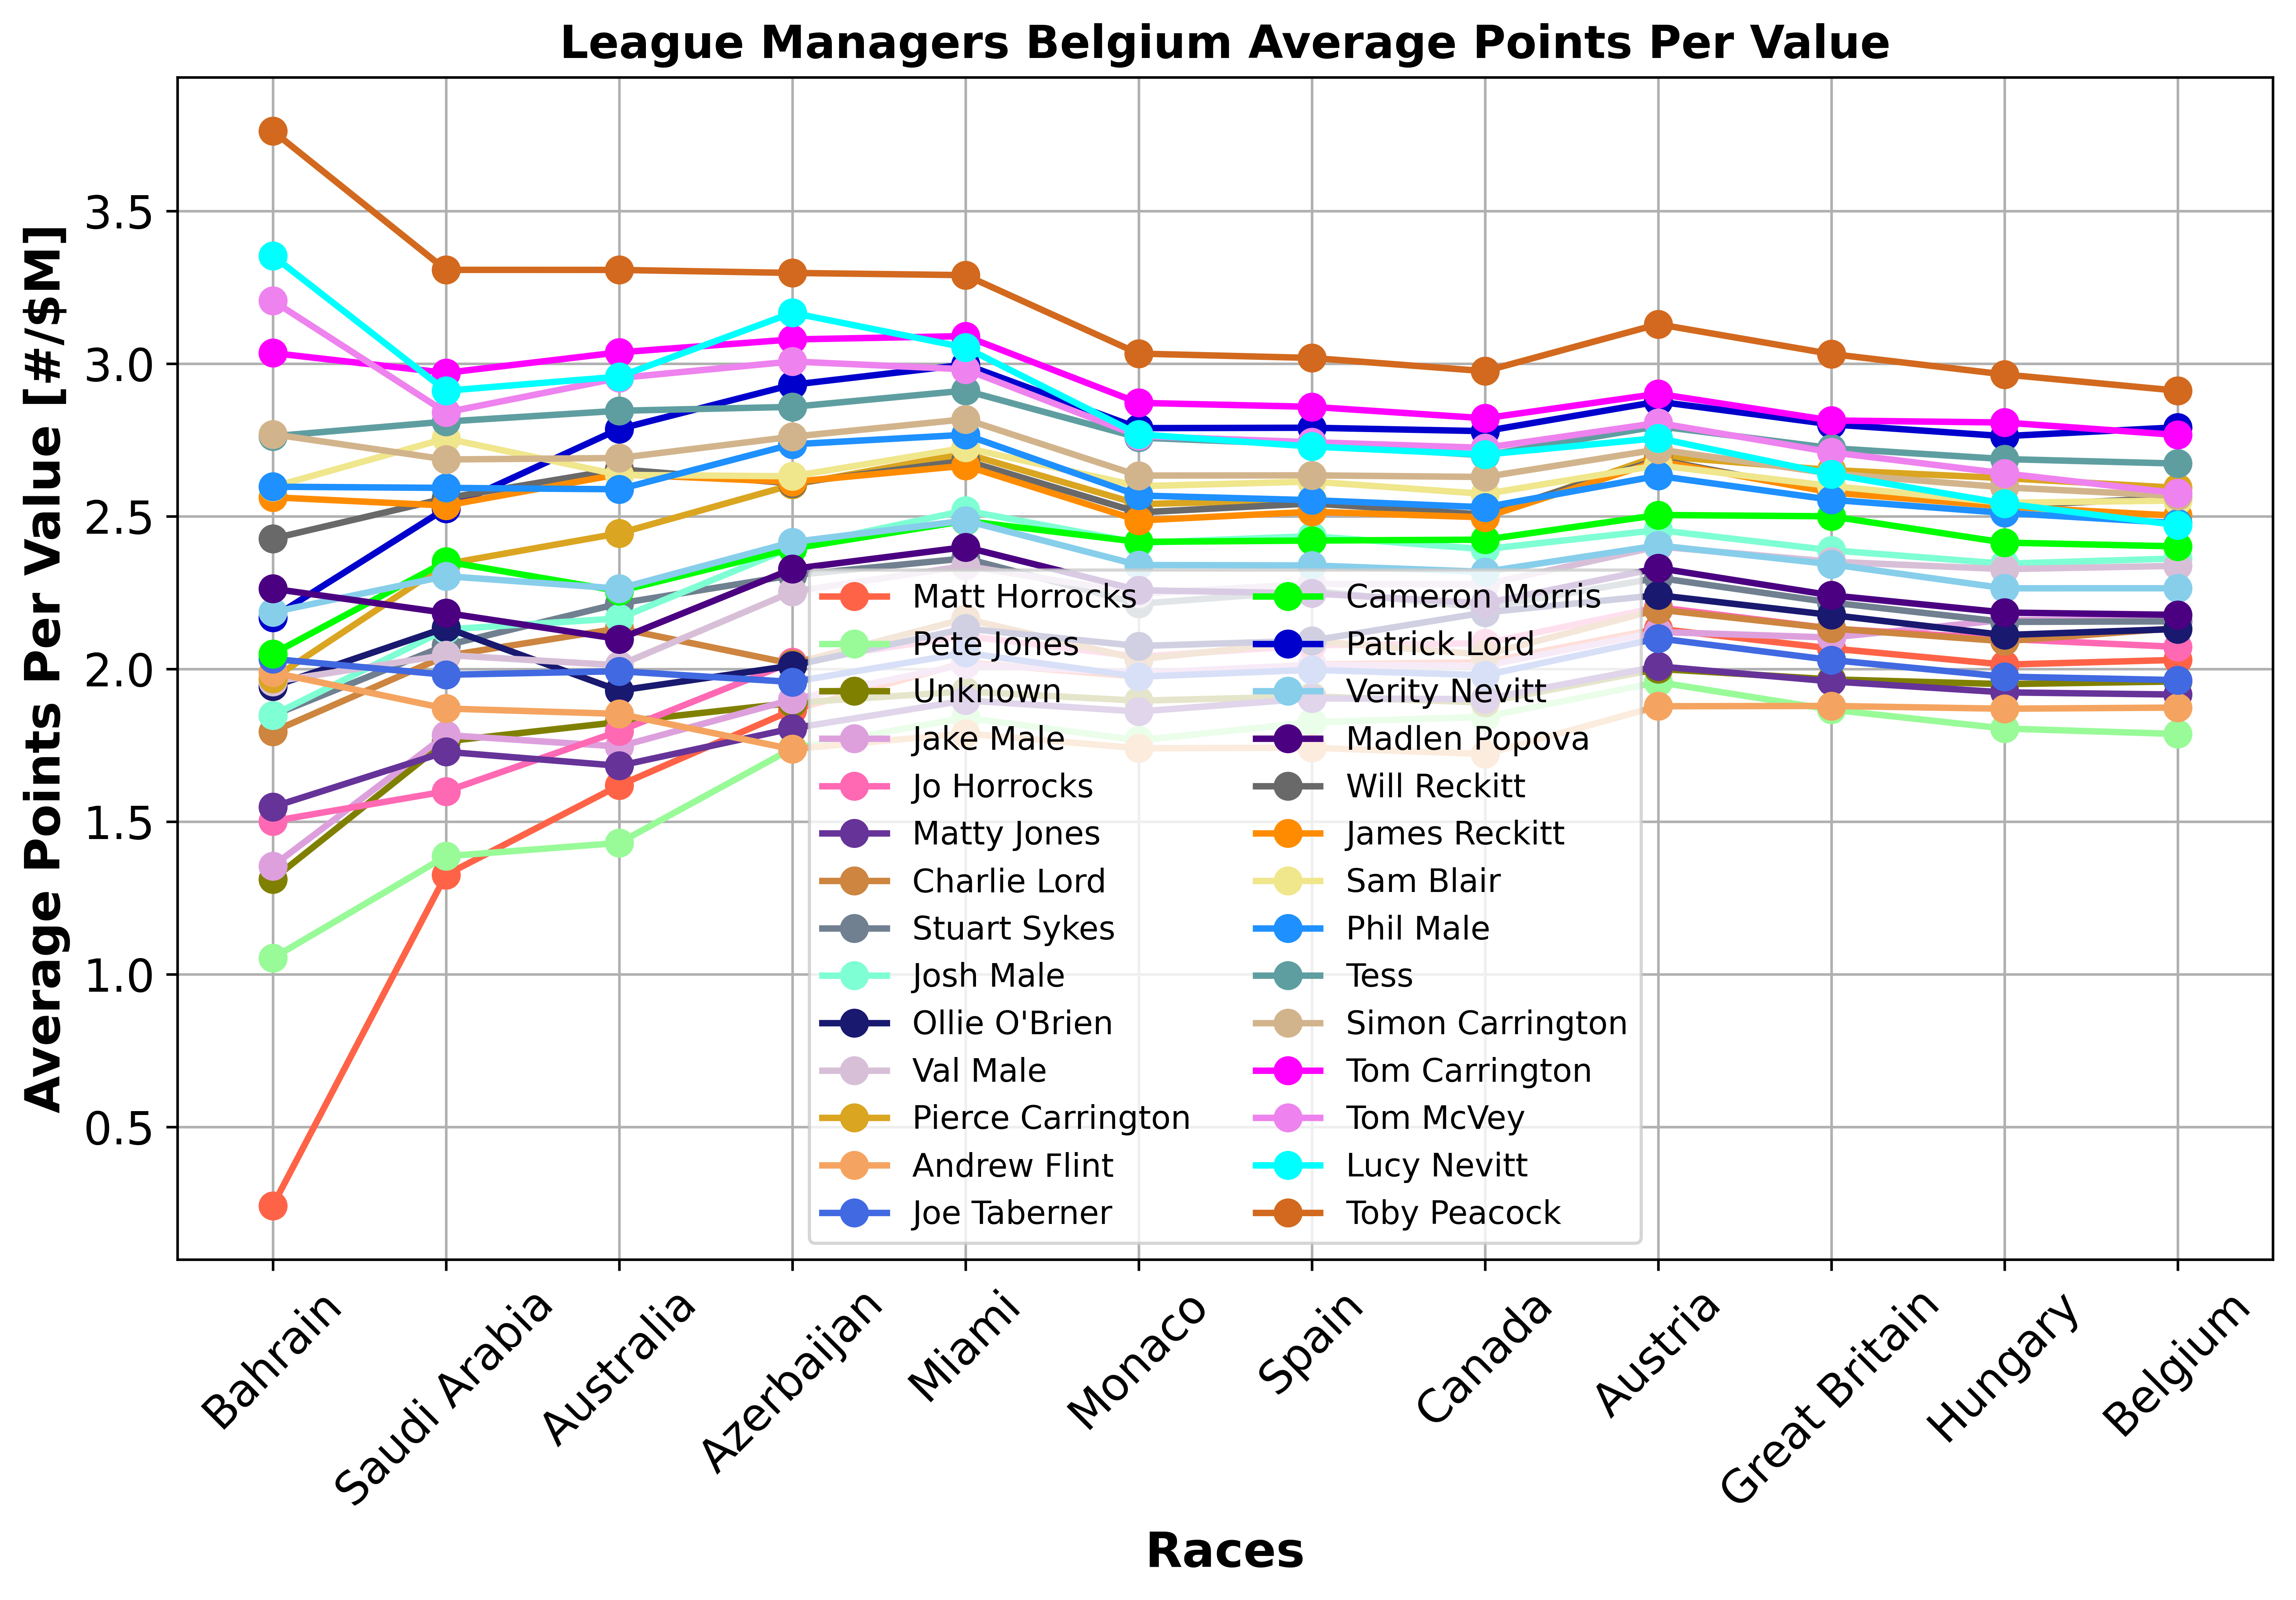 League Managers Belgium Average Points Per Value
Average Points Per Value [#/$M]
3.5
3.0
2.5
2.0
1.5
1.0
0.5
Matt Horrocks
Pete Jones
Unknown
Jake Male
Jo Horrocks
Matty Jones
Charlie Lord
Stuart Sykes
Josh Male
Ollie O'Brien
Val Male
Pierce Carrington
Andrew Flint
Joe Taberner
Cameron Morris
Patrick Lord
Verity Nevitt
Madlen Popova
Will Reckitt
James Reckitt
Sam Blair
Phil Male
Tess
Simon Carrington
Tom Carrington
Tom McVey
Lucy Nevitt
Toby Peacock
Bahrain
Saudi Arabia
Australia
Azerbaijan
Miami
Monaco
Spain
Canada
Austria
Great Britain
Hungary
Belgium
Races